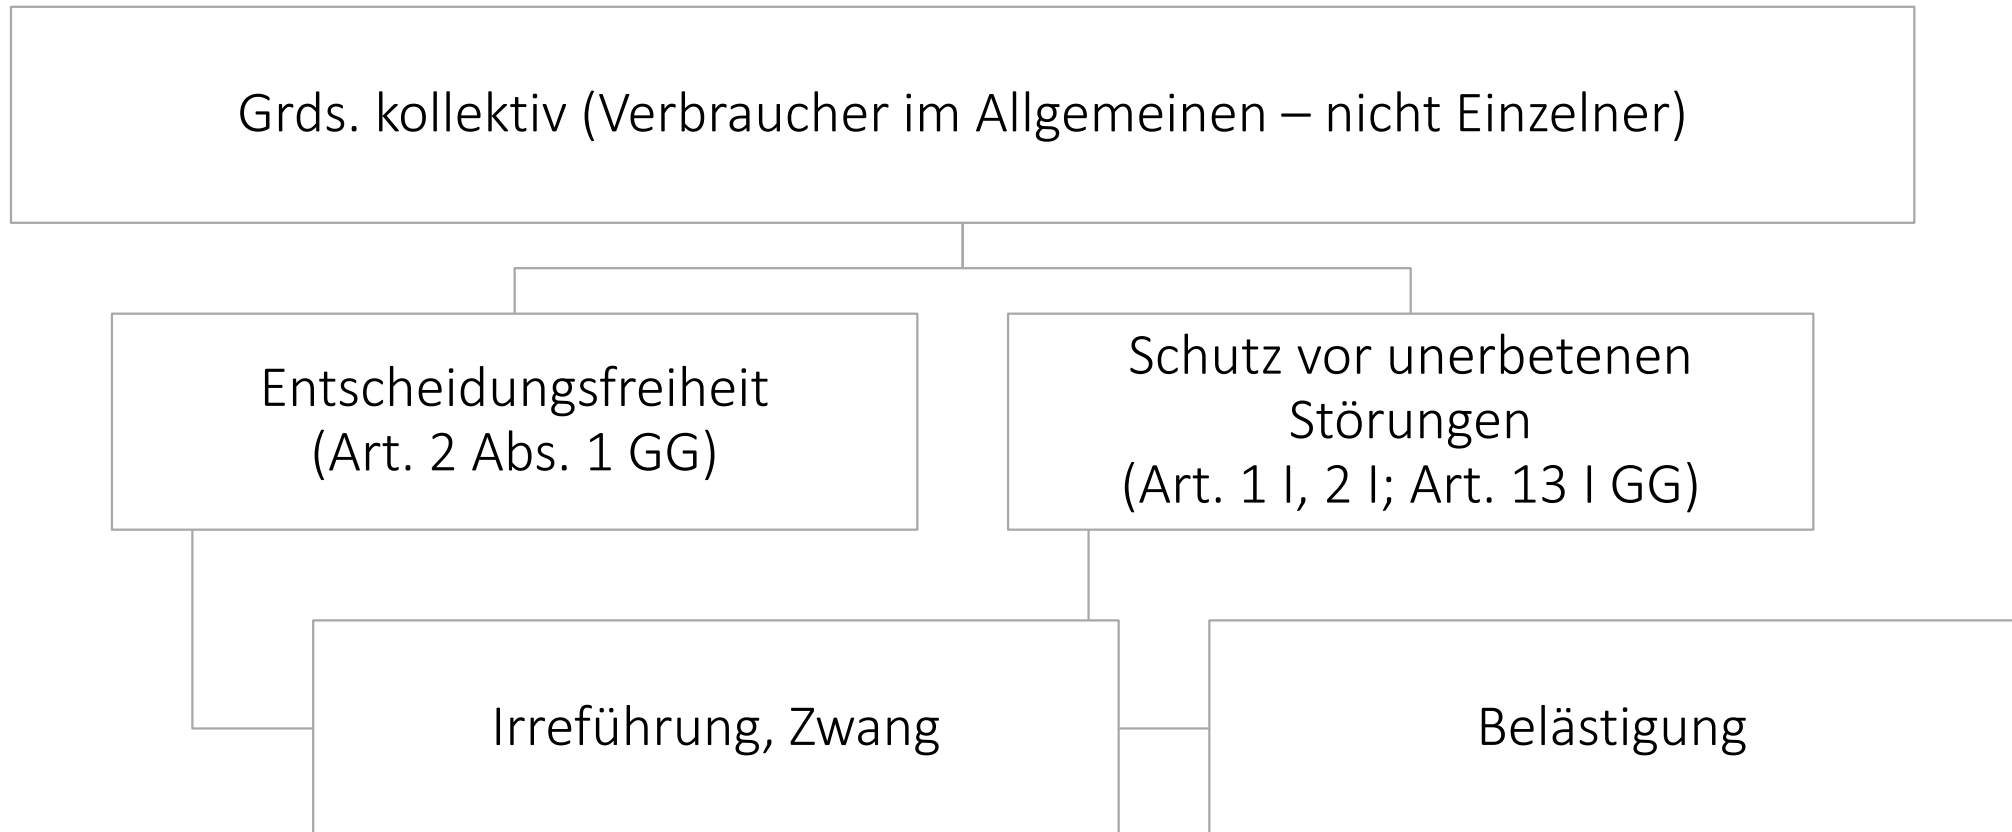 Grds. kollektiv (Verbraucher im Allgemeinen – nicht Einzelner)
Entscheidungsfreiheit
(Art. 2 Abs. 1 GG)
Schutz vor unerbetenen
Störungen
(Art. 1 I, 2 I; Art. 13 I GG)
Irreführung, Zwang
Belästigung